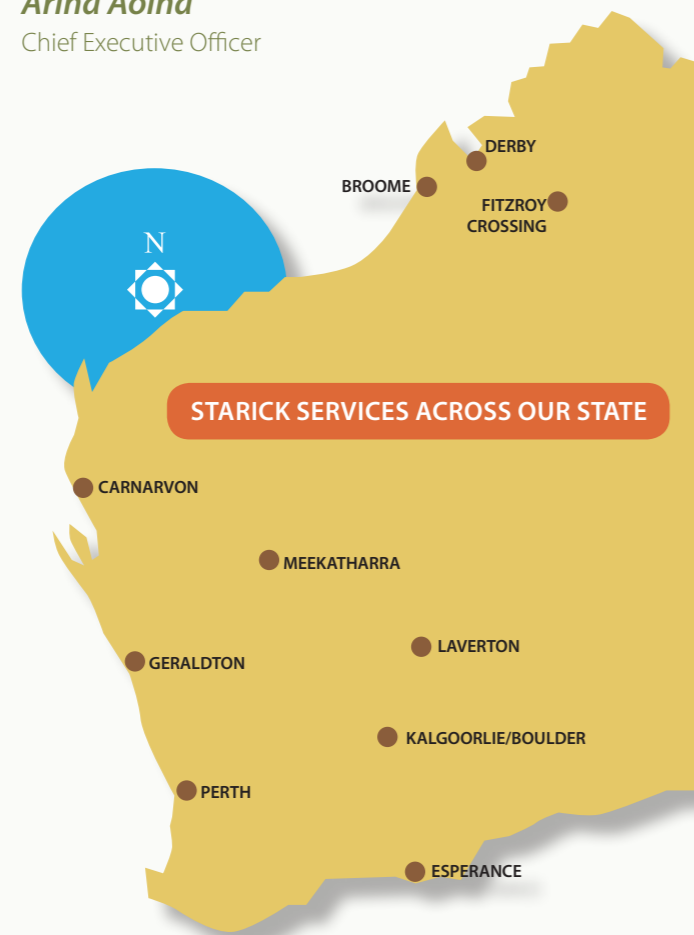 Chief Executive Officer
DERBY
BROOME
FITZROY
CROSSING
N
STARICK SERVICES ACROSS OUR STATE
CARNARVON
MEEKATHARRA
LAVERTON
GERALDTON
KALGOORLIE/BOULDER
PERTH
ESPERANCE